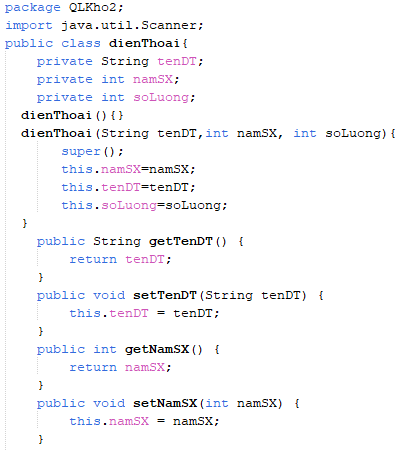 package QLKho2;
import java.util.Scanner;
public class dienThoai{
    private String tenDT;
    private int namSX;
    private int soLuong;
  dienThoai(){}
  dienThoai(String tenDT,int namSX, int soLuong){
       super();
       this.namSX=namSX;
       this.tenDT=tenDT;
       this.soLuong=soLuong;
  }
    public String getTenDT() {
        return tenDT;
    }
    public void setTenDT(String tenDT) {
        this.tenDT = tenDT;
    }
    public int getNamSX() {
        return namSX;
    }
    public void setNamSX(int namSX) {
        this.namSX = namSX;
    }